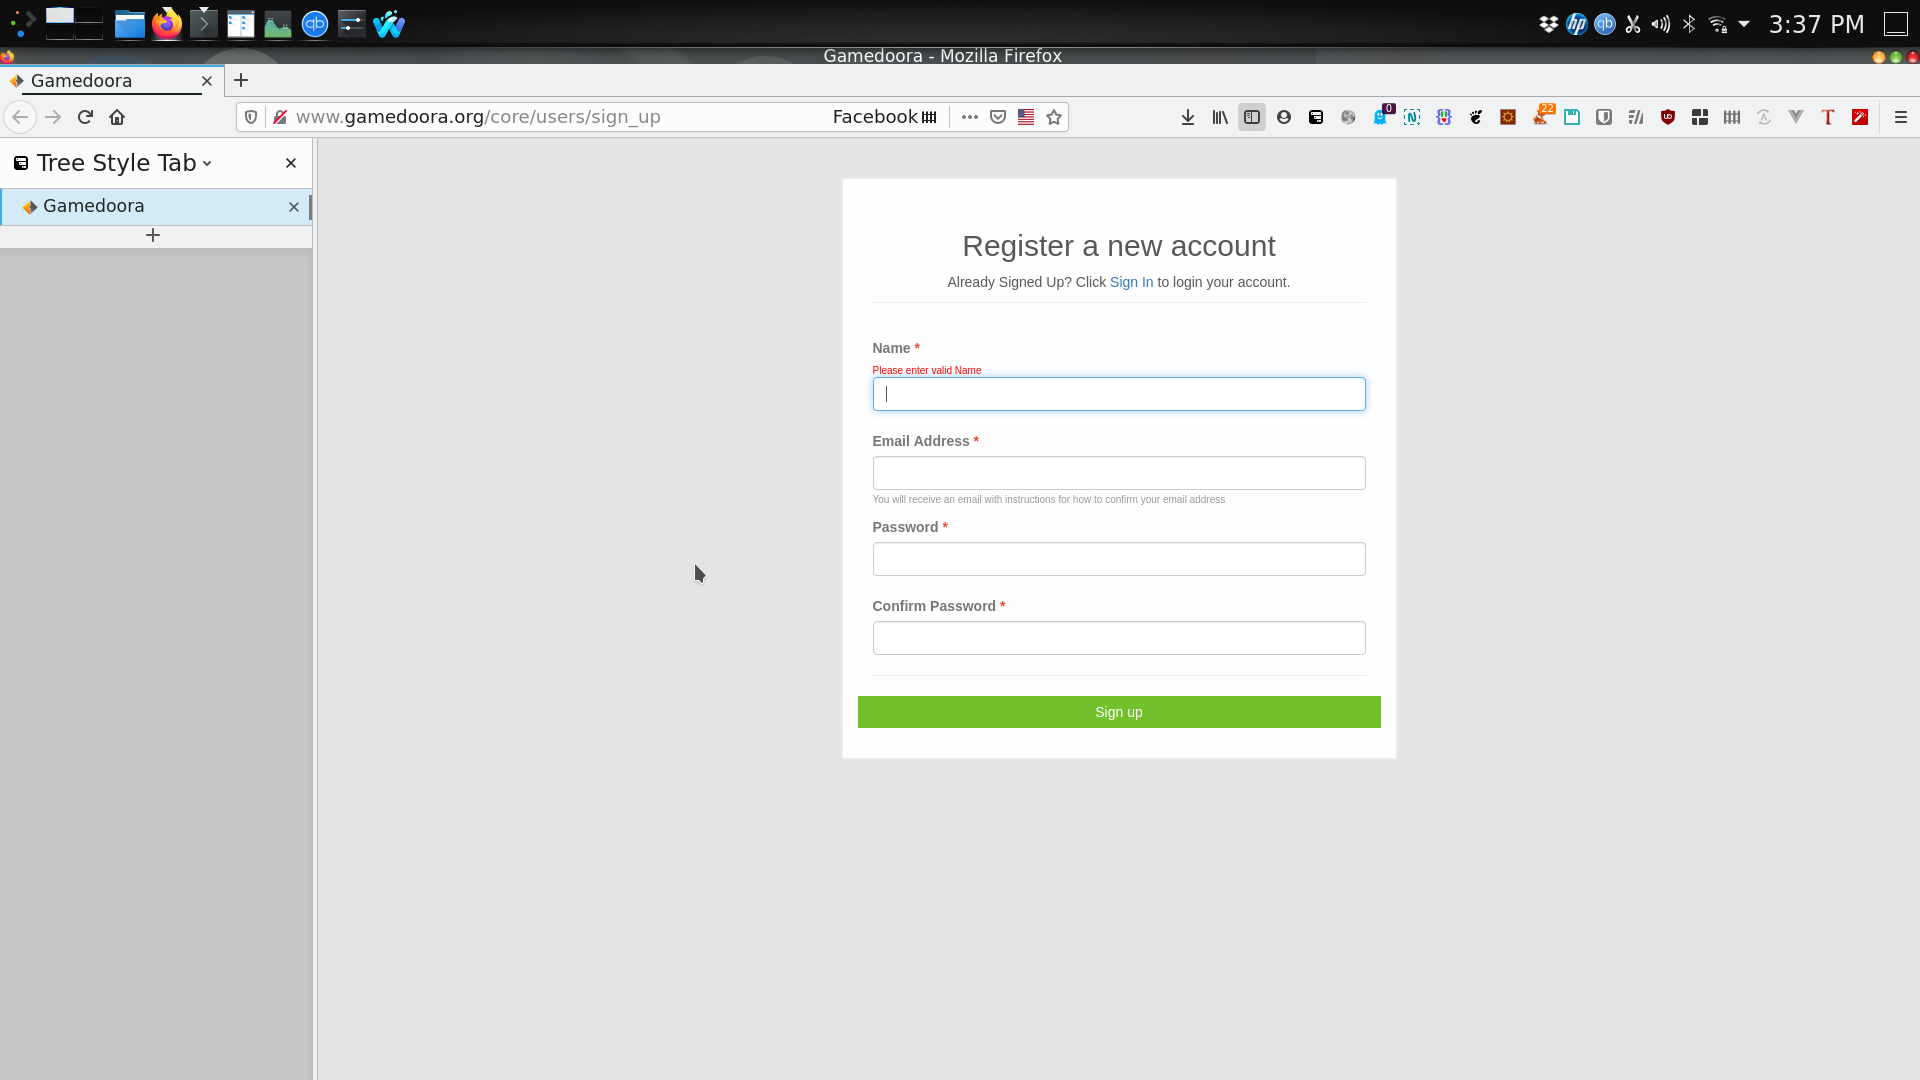 3:37 PM
Gamedoora - Mozilla Firefox
Gamedoora
www.gamedoora.org/core/users/sign_up
Facebook
0
22
Tree Style Tab
Gamedoora
Register a new account
Already Signed Up? Click Sign In to login your account.
Name *
Please enter valid Name
Email Address *
You will receive an email with instructions for how to confirm your email address
Password *
Confirm Password *
Sign up